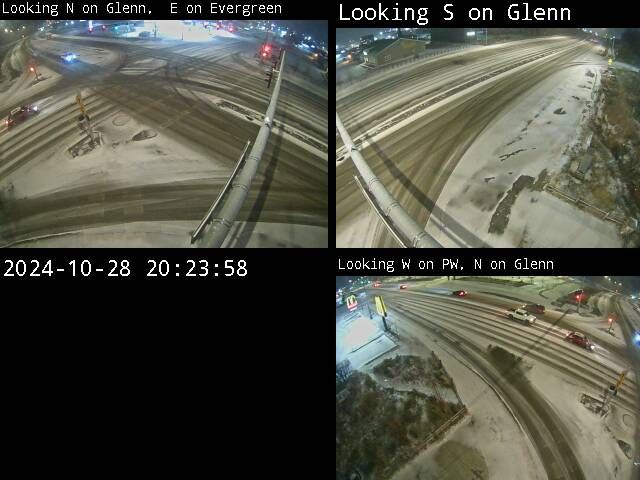 Looking N on Glenn,  E on Evergreen
Looking S on Glenn
2024-10-28 20:23:58
Looking W on PW, N on Glenn